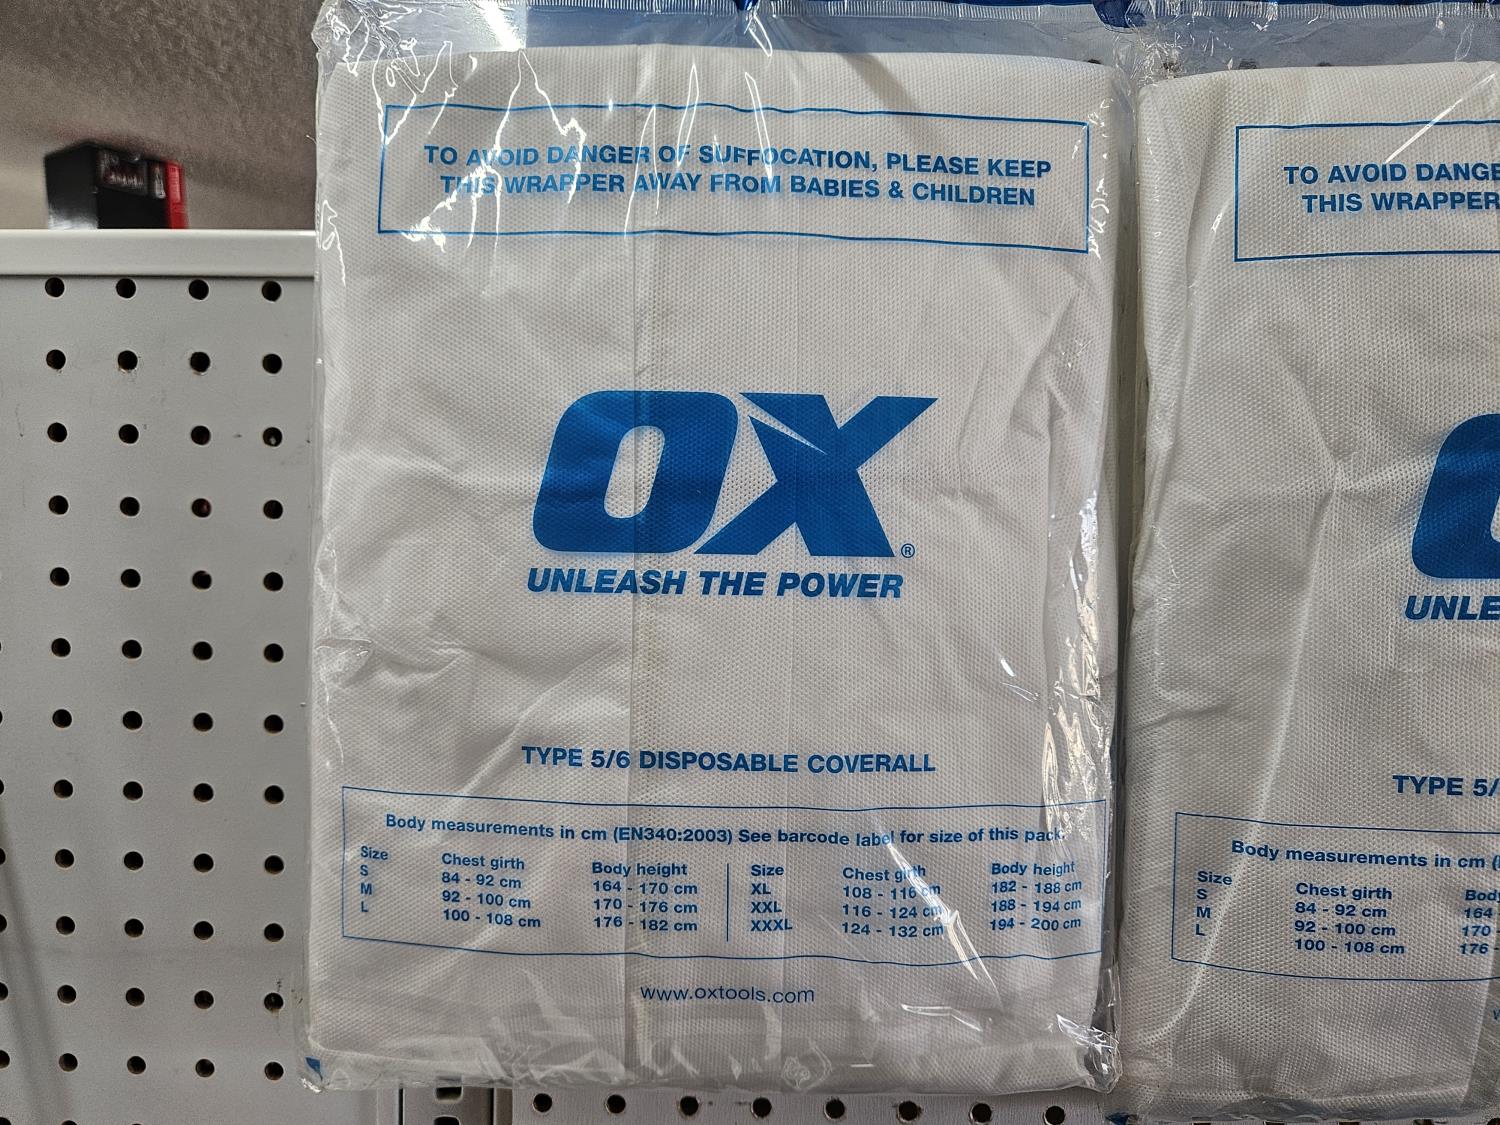 TO AVOID DANGER OF SUFFOCATION, PLEASE KEEP
THIS WRAPPER AWAY FROM BABIES & CHILDREN
OX®
UNLEASH THE POWER
TYPE 5/6 DISPOSABLE COVERALL
Body measurements in cm (EN340:2003) See barcode label for size of this pack.
Size Chest girth Body height Size Chest girth Body height
S 84 - 92 cm 164 - 170 cm XL 108 - 116 cm 182 - 188 cm
M 92 - 100 cm 170 - 176 cm XXL 116 - 124 cm 188 - 194 cm
L 100 - 108 cm 176 - 182 cm XXXL 124 - 132 cm 194 - 200 cm
www.oxtools.com
TO AVOID DANGE
THIS WRAPPER
UNLE
TYPE 5/
Body measurements in cm (
Size Chest girth Bod
S 84 - 92 cm 164
M 92 - 100 cm 170 -
L 100 - 108 cm 176 -